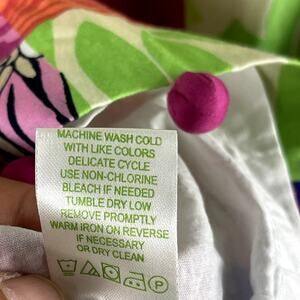 MACHINE WASH COLD
WITH LIKE COLORS
DELICATE CYCLE
USE NON-CHLORINE
BLEACH IF NEEDED
TUMBLE DRY LOW
REMOVE PROMPTLY
WARM IRON ON REVERSE
IF NECESSARY
OR DRY CLEAN